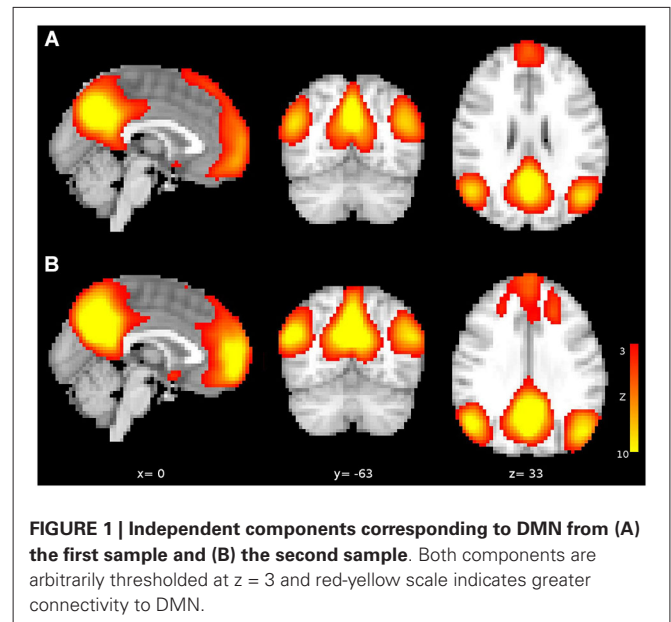 A
B
3
Z
10
x= 0
y= -63
z= 33
FIGURE 1 | Independent components corresponding to DMN from (A)
the first sample and (B) the second sample. Both components are
arbitrarily thresholded at z = 3 and red-yellow scale indicates greater
connectivity to DMN.